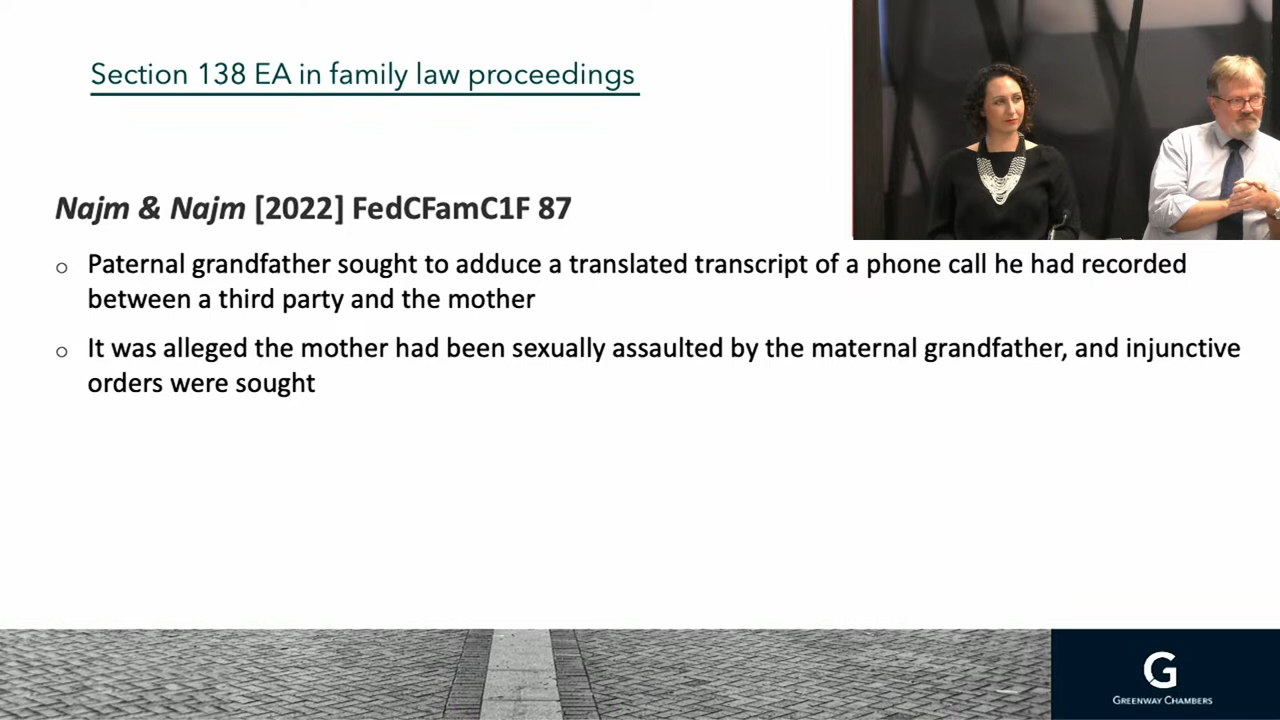 Section 138 EA in family law proceedings
Najm & Najm [2022] FedCFamC1F 87
Paternal grandfather sought to adduce a translated transcript of a phone call he had recorded
between a third party and the mother
It was alleged the mother had been sexually assaulted by the maternal grandfather, and injunctive
orders were sought
G
GREENWAY CHAMBERS